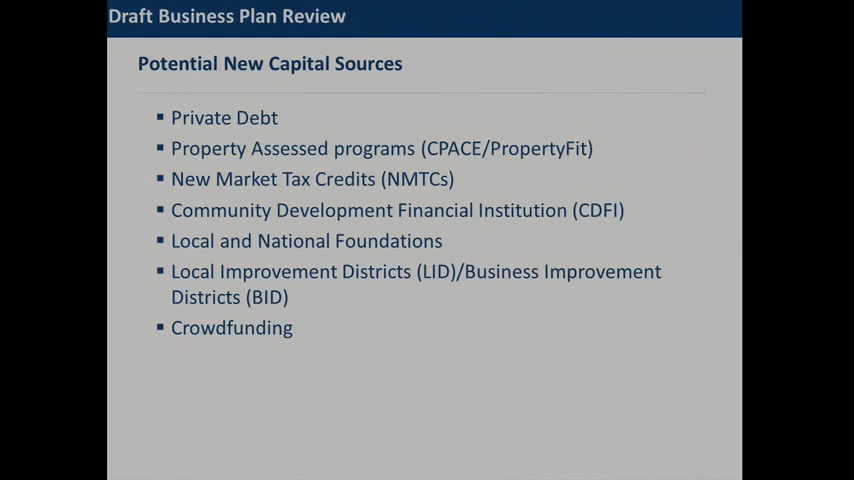 Draft Business Plan Review
Potential New Capital Sources
▪ Private Debt
▪ Property Assessed programs (CPACE/PropertyFit)
▪ New Market Tax Credits (NMTCs)
▪ Community Development Financial Institution (CDFI)
▪ Local and National Foundations
▪ Local Improvement Districts (LID)/Business Improvement
Districts (BID)
▪ Crowdfunding